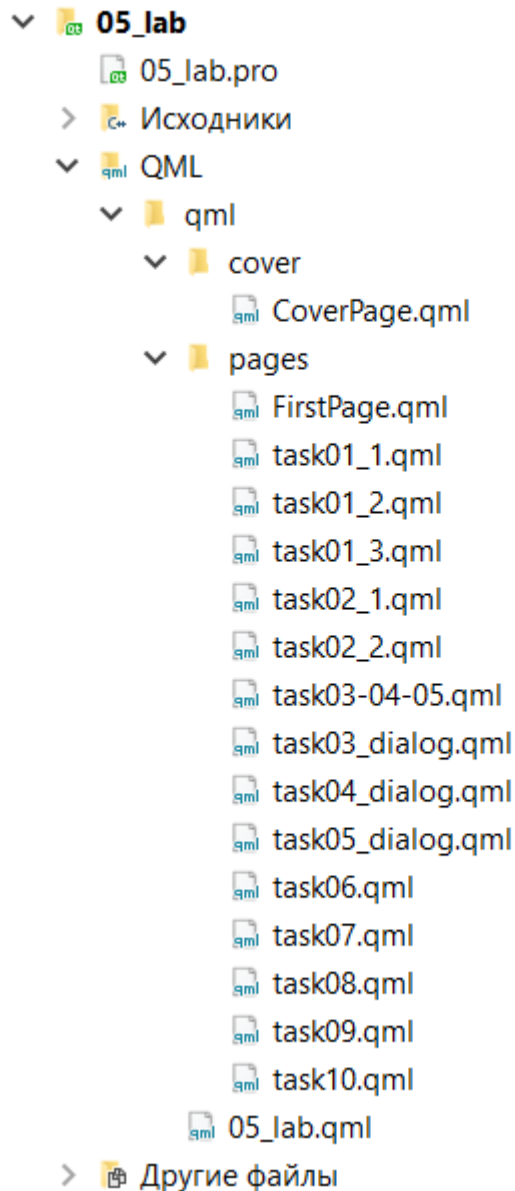 05_lab
05_lab.pro
Исходники
QML
qml
cover
CoverPage.qml
pages
FirstPage.qml
task01_1.qml
task01_2.qml
task01_3.qml
task02_1.qml
task02_2.qml
task03-04-05.qml
task03_dialog.qml
task04_dialog.qml
task05_dialog.qml
task06.qml
task07.qml
task08.qml
task09.qml
task10.qml
05_lab.qml
Другие файлы